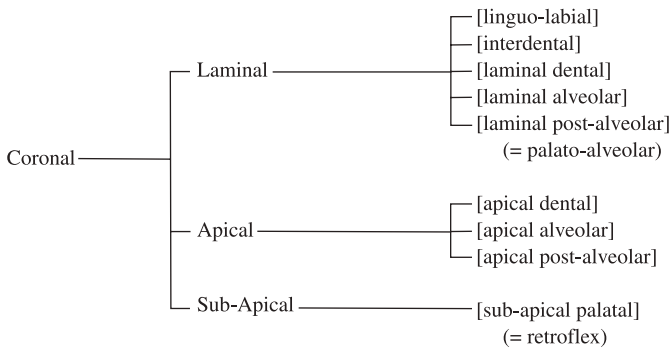 [linguo-labial]
[interdental]
Laminal
[laminal dental]
[laminal alveolar]
[laminal post-alveolar]
(= palato-alveolar)
Coronal
[apical dental]
Apical
[apical alveolar]
[apical post-alveolar]
Sub-Apical
[sub-apical palatal]
(= retroflex)